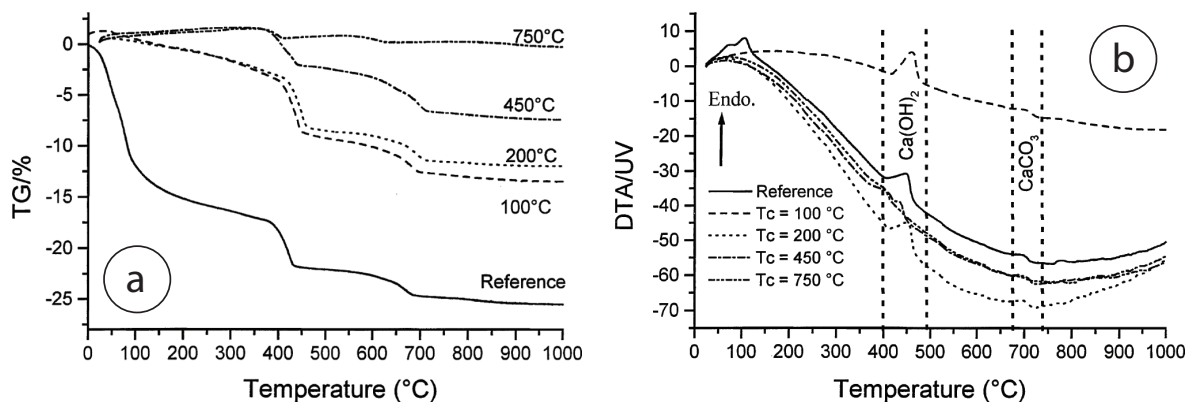 TG/%
0
-5
-10
-15
-20
-25
750°C
450°C
200°C
100°C
Reference
a
0 100 200 300 400 500 600 700 800 900 1000
Temperature (°C)
DTA/UV
10
0
-10
-20
-30
-40
-50
-60
-70
Endo.
Ca(OH)2
CaCO3
b
Reference
Tc = 100 °C
Tc = 200 °C
Tc = 450 °C
Tc = 750 °C
0 100 200 300 400 500 600 700 800 900 1000
Temperature (°C)